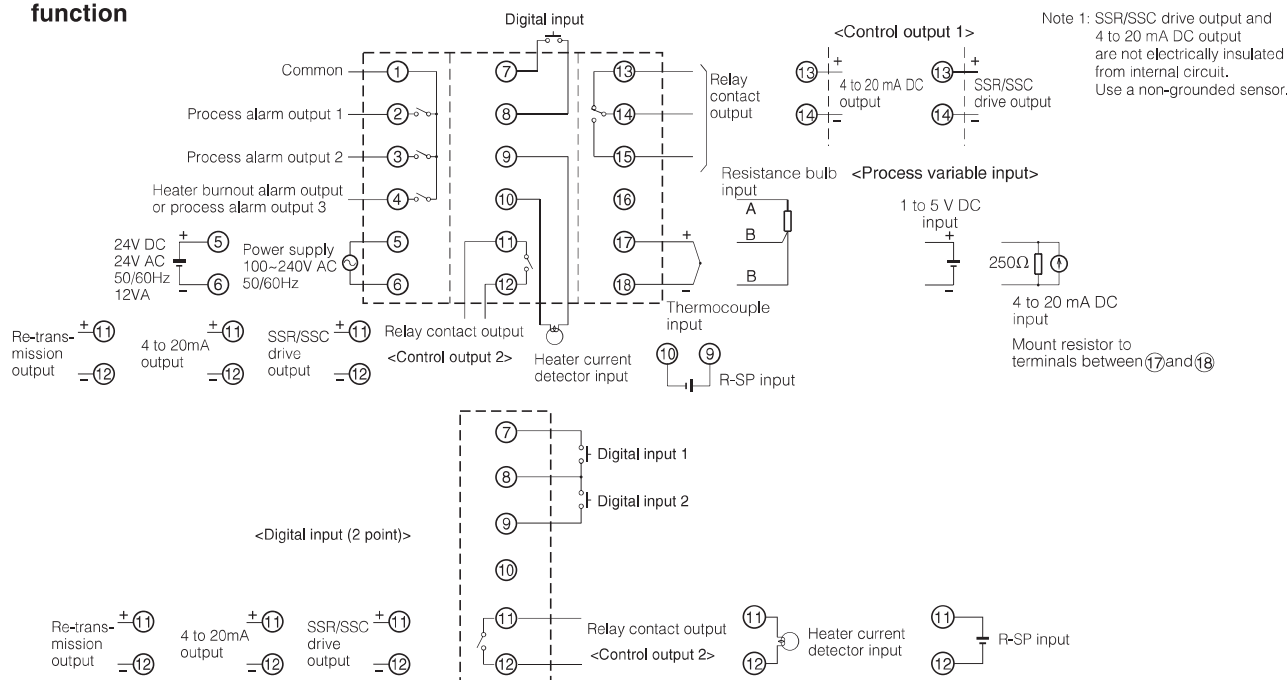 function
Digital input
<Control output 1>
Note 1: SSR/SSC drive output and
4 to 20 mA DC output
are not electrically insulated
from internal circuit.
Use a non-grounded sensor.
Common
1
7
13
Relay
contact
output
13
+
4 to 20 mA DC
output
13
+
SSR/SSC
drive output
Process alarm output 1
2
8
14
14
−
14
−
Process alarm output 2
3
9
15
Heater burnout alarm output
or process alarm output 3
4
10
16
Resistance bulb
input
<Process variable input>
A
B
B
1 to 5 V DC
input
+
−
250Ω
4 to 20 mA DC
input
Mount resistor to
terminals between 17 and 18
24V DC
24V AC
50/60Hz
12VA
+
5
−
6
Power supply
100~240V AC
50/60Hz
5
6
11
12
17
18
+
−
Thermocouple
input
Re-trans-
mission
output
+
11
−
12
4 to 20mA
output
+
11
−
12
SSR/SSC
drive
output
+
11
−
12
Relay contact output
<Control output 2>
Heater current
detector input
10
9
R-SP input
7
8
9
10
11
12
Digital input 1
Digital input 2
<Digital input (2 point)>
Re-trans-
mission
output
+
11
−
12
4 to 20mA
output
+
11
−
12
SSR/SSC
drive
output
+
11
−
12
Relay contact output
<Control output 2>
11
12
Heater current
detector input
11
12
R-SP input